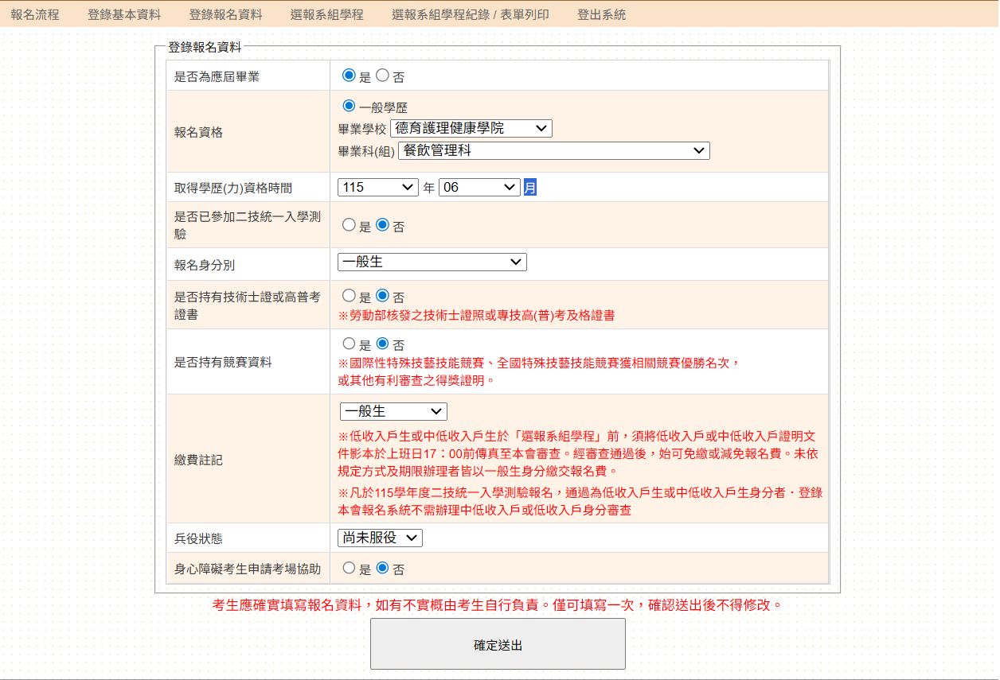 報名流程 登錄基本資料 登錄報名資料 選報系組學程 選報系組學程紀錄 / 表單列印 登出系統
登錄報名資料
是否為應屆畢業 是 否
報名資格
一般學歷
畢業學校 德育護理健康學院
畢業科(組) 餐飲管理科
取得學歷(力)資格時間 115 年 06 月
是否已參加二技統一入學測
驗
是 否
報名身分別 一般生
是否持有技術士證或高普考
證書
是 否
※勞動部核發之技術士證照或專技高(普)考及格證書
是否持有競賽資料
是 否
※國際性特殊技藝技能競賽、全國特殊技藝技能競賽獲相關競賽優勝名次，
或其他有利審查之得獎證明。
繳費註記
一般生
※低收入戶生或中低收入戶生於「選報系組學程」前，須將低收入戶或中低收入戶證明文
件影本於上班日17：00前傳真至本會審查。經審查通過後，始可免繳或減免報名費。未依
規定方式及期限辦理者皆以一般生身分繳交報名費。
※凡於115學年度二技統一入學測驗報名，通過為低收入戶生或中低收入戶生身分者．登錄
本會報名系統不需辦理中低收入戶或低收入戶身分審查
兵役狀態 尚未服役
身心障礙考生申請考場協助 是 否
考生應確實填寫報名資料，如有不實概由考生自行負責。僅可填寫一次，確認送出後不得修改。
確定送出